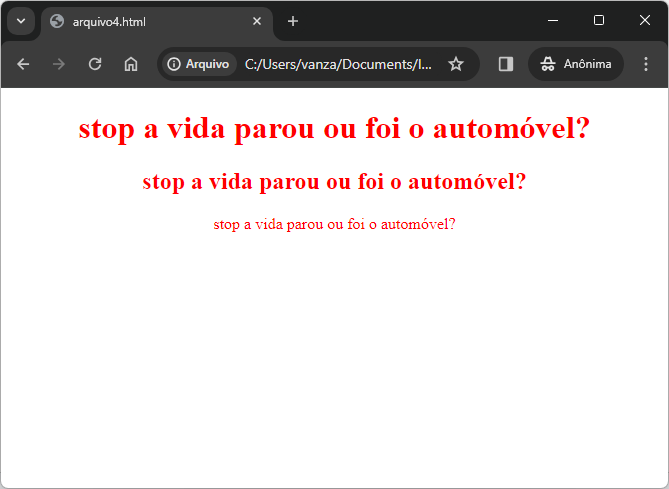 arquivo4.html
Arquivo C:/Users/vanza/Documents/I... Anônima
stop a vida parou ou foi o automóvel?
stop a vida parou ou foi o automóvel?
stop a vida parou ou foi o automóvel?